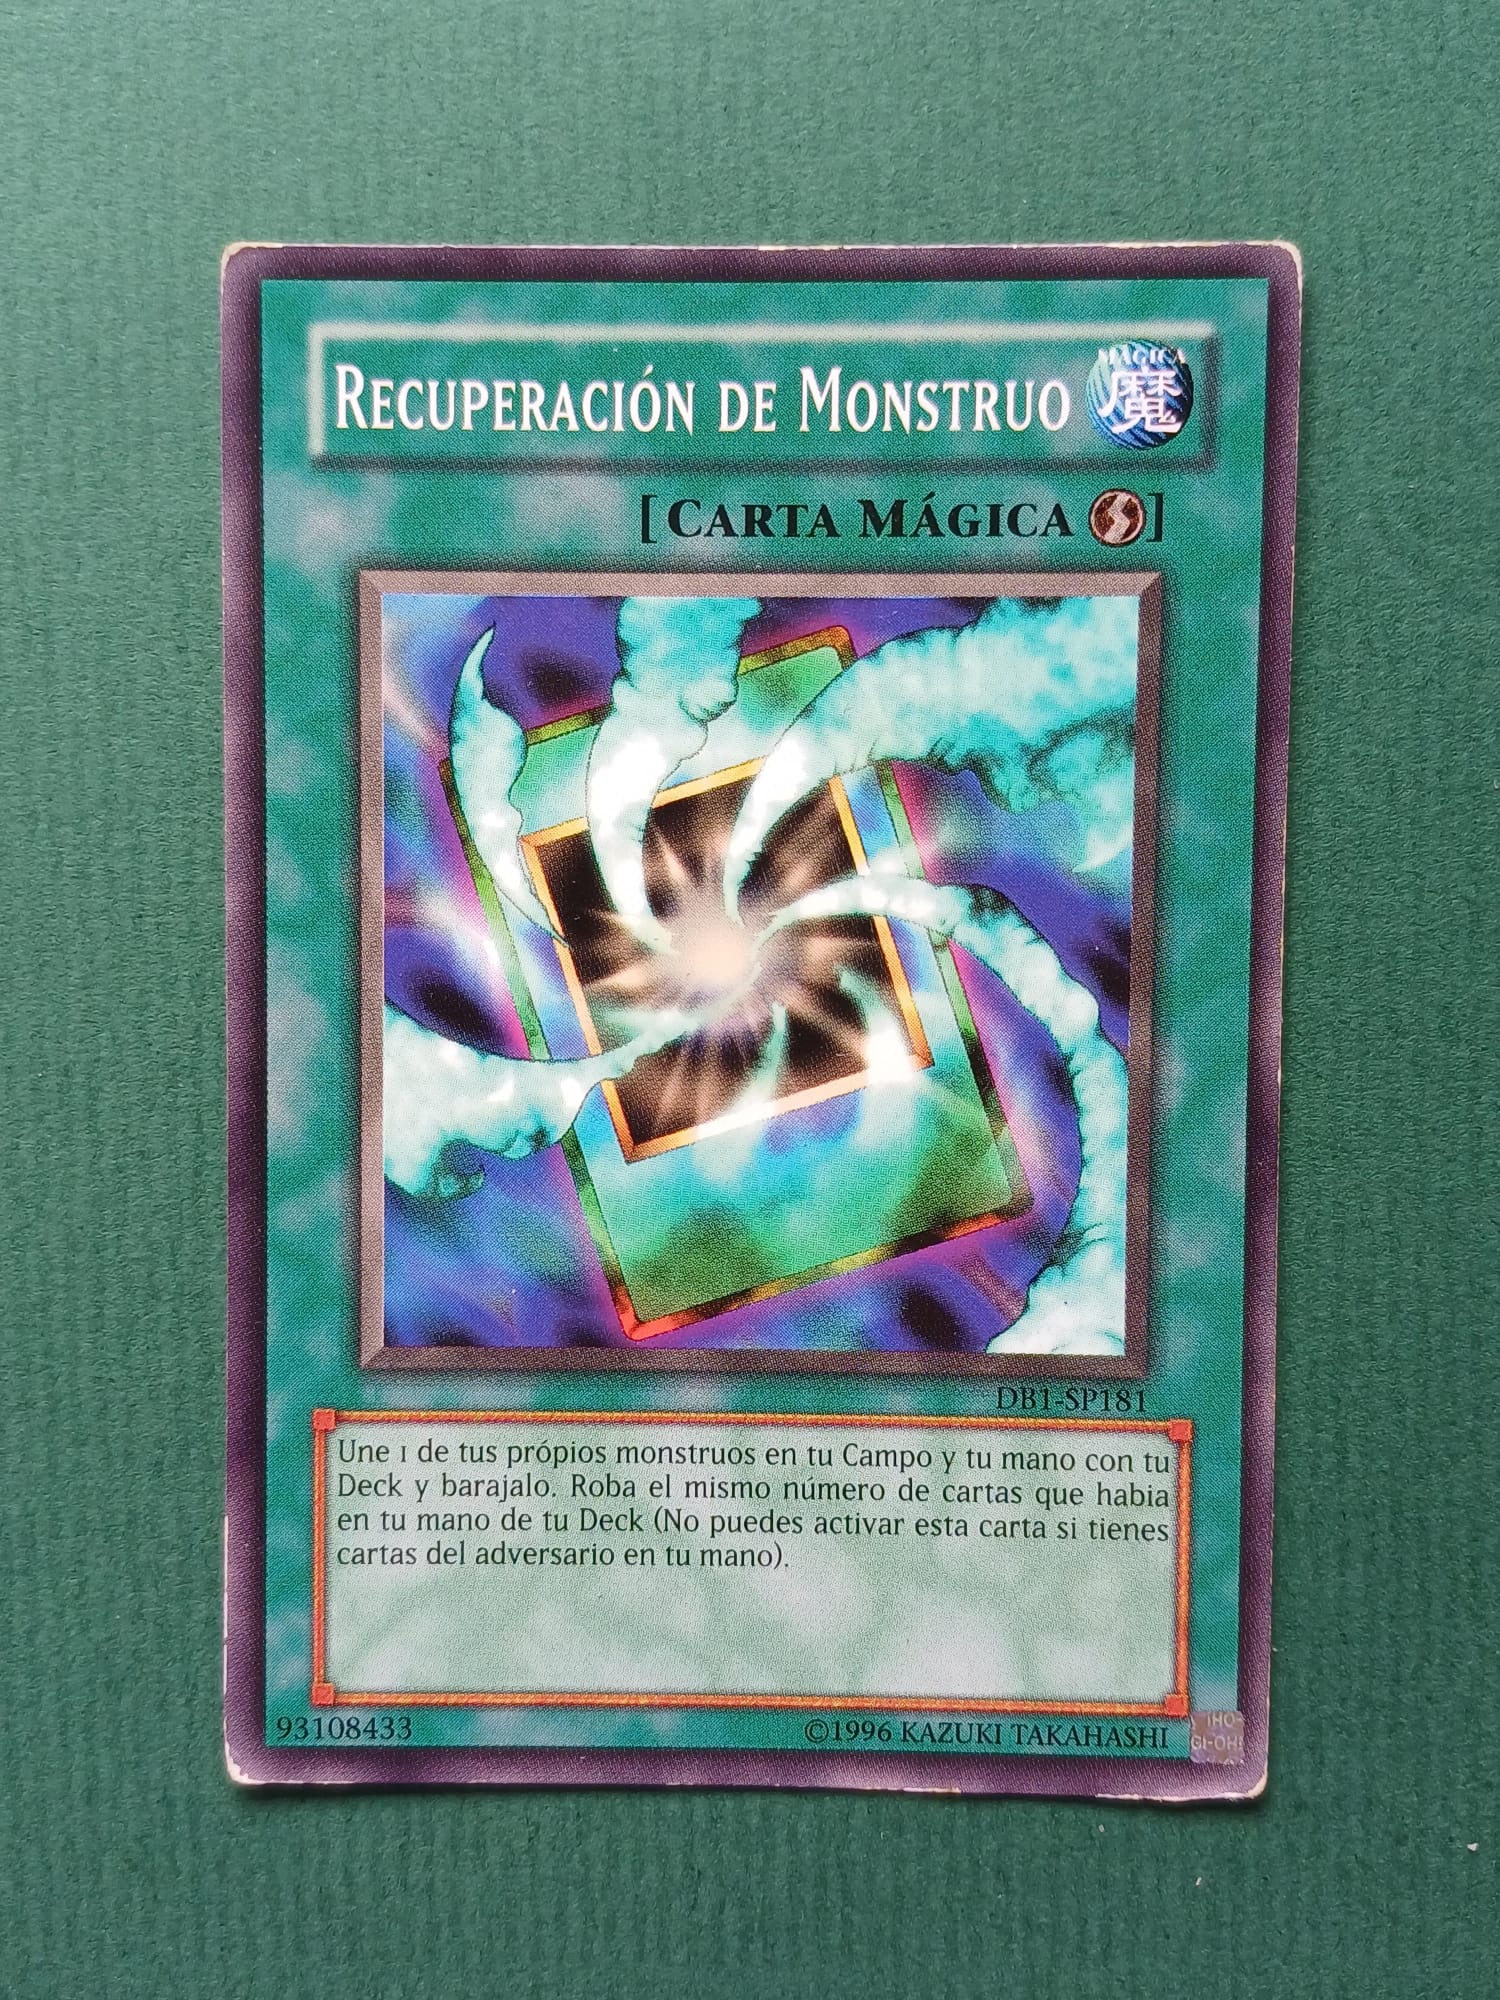 RECUPERACIÓN DE MONSTRUO
MÁGICA
魔
[CARTA MÁGICA ]
DB1-SP181
Une 1 de tus própios monstruos en tu Campo y tu mano con tu
Deck y barajalo. Roba el mismo número de cartas que habia
en tu mano de tu Deck (No puedes activar esta carta si tienes
cartas del adversario en tu mano).
93108433
©1996 KAZUKI TAKAHASHI
GI-OH!